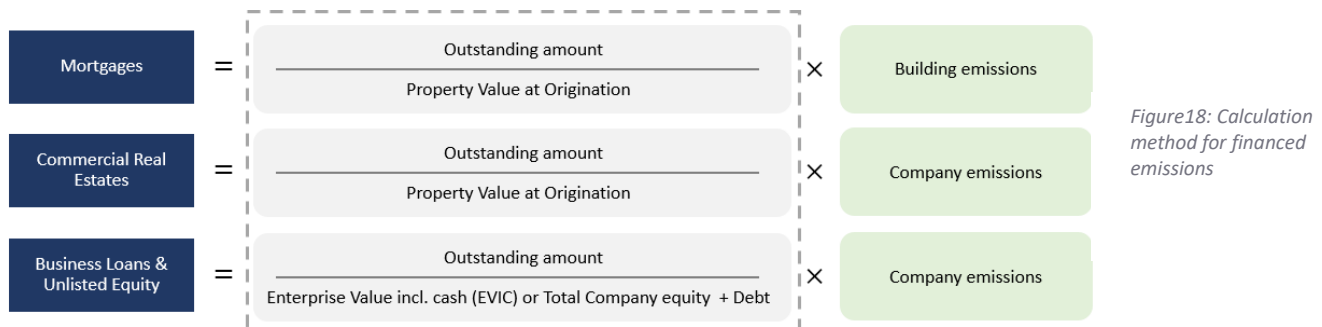 Mortgages
=
Outstanding amount
Property Value at Origination
×
Building emissions
Commercial Real
Estates
=
Outstanding amount
Property Value at Origination
×
Company emissions
Business Loans &
Unlisted Equity
=
Outstanding amount
Enterprise Value incl. cash (EVIC) or Total Company equity + Debt
×
Company emissions
Figure18: Calculation
method for financed
emissions